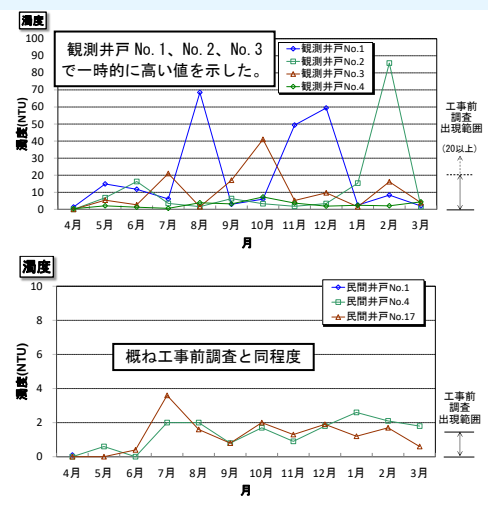 濁度
観測井戸 No.1、No.2、No.3
で一時的に高い値を示した。
観測井戸No.1
観測井戸No.2
観測井戸No.3
観測井戸No.4
濁度(NTU)
100
90
80
70
60
50
40
30
20
10
0
4月 5月 6月 7月 8月 9月 10月 11月 12月 1月 2月 3月
月
工事前
調査
出現範囲
(20以上)
濁度
民間井戸No.1
民間井戸No.4
民間井戸No.17
概ね工事前調査と同程度
濁度(NTU)
10
8
6
4
2
0
4月 5月 6月 7月 8月 9月 10月 11月 12月 1月 2月 3月
月
工事前
調査
出現範囲